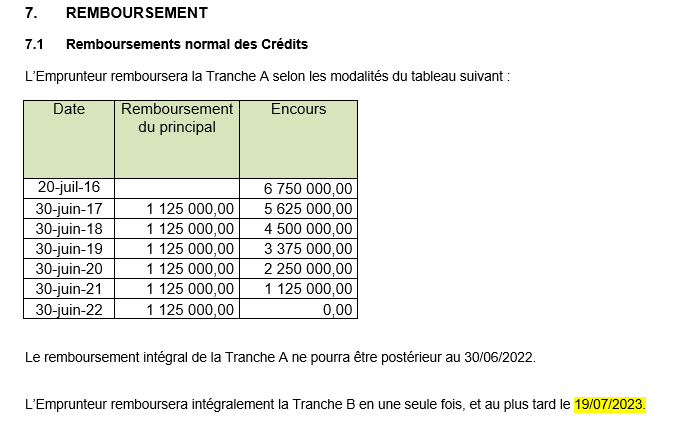 7. REMBOURSEMENT
7.1 Remboursements normal des Crédits
L'Emprunteur remboursera la Tranche A selon les modalités du tableau suivant :
Date Remboursement du principal Encours
20-juil-16 6 750 000,00
30-juin-17 1 125 000,00 5 625 000,00
30-juin-18 1 125 000,00 4 500 000,00
30-juin-19 1 125 000,00 3 375 000,00
30-juin-20 1 125 000,00 2 250 000,00
30-juin-21 1 125 000,00 1 125 000,00
30-juin-22 1 125 000,00 0,00
Le remboursement intégral de la Tranche A ne pourra être postérieur au 30/06/2022.
L'Emprunteur remboursera intégralement la Tranche B en une seule fois, et au plus tard le 19/07/2023.